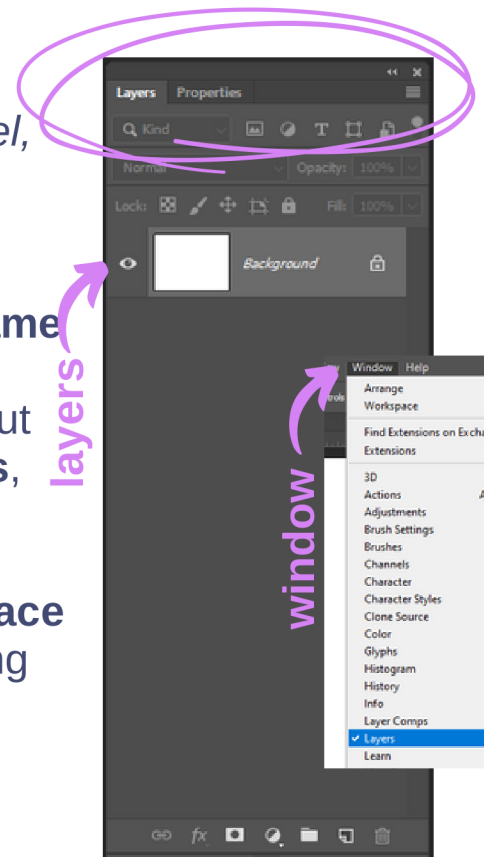 Layers Properties
el,
Kind
T
Normal Opacity: 100%
Lock: Fill: 100%
Background
ame
layers
ut
s,
ace
ng
window
Window Help
Arrange
Workspace
Find Extensions on Excha
Extensions
3D
Actions A
Adjustments
Brush Settings
Brushes
Channels
Character
Character Styles
Clone Source
Color
Glyphs
Histogram
History
Info
Layer Comps
Layers
Learn
fx